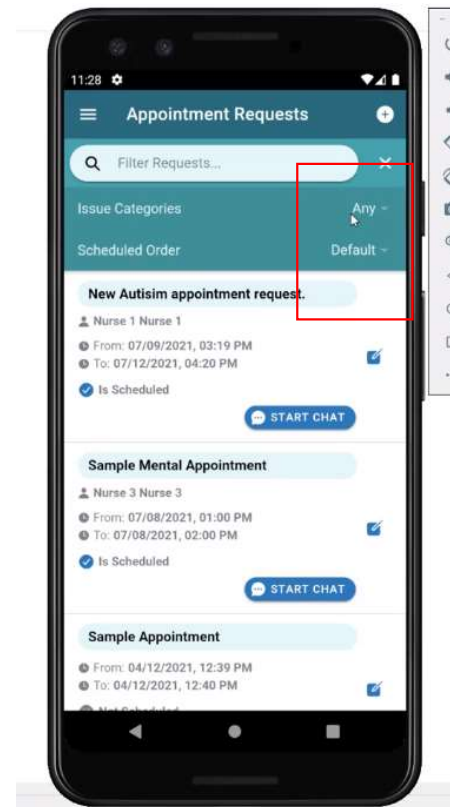 11:28
Appointment Requests
Filter Requests...
Issue Categories
Any
Scheduled Order
Default
New Autisim appointment request.
Nurse 1 Nurse 1
From: 07/09/2021, 03:19 PM
To: 07/12/2021, 04:20 PM
Is Scheduled
START CHAT
Sample Mental Appointment
Nurse 3 Nurse 3
From: 07/08/2021, 01:00 PM
To: 07/08/2021, 02:00 PM
Is Scheduled
START CHAT
Sample Appointment
From: 04/12/2021, 12:39 PM
To: 04/12/2021, 12:40 PM
Not Scheduled